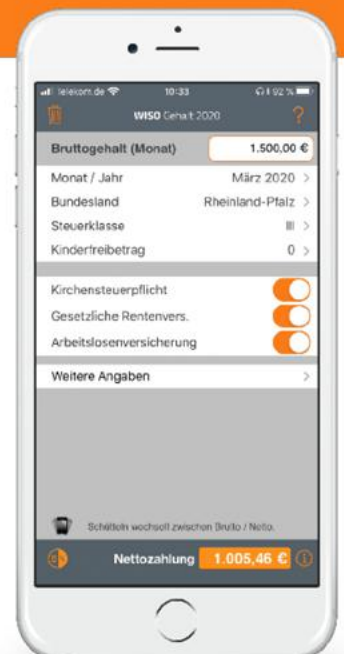 Telekom.de 10:33 92 %
WISO Gehalt 2020 ?
Bruttogehalt (Monat) 1.500,00 €
Monat / Jahr März 2020 >
Bundesland Rheinland-Pfalz >
Steuerklasse III >
Kinderfreibetrag 0 >
Kirchensteuerpflicht
Gesetzliche Rentenvers.
Arbeitslosenversicherung
Weitere Angaben >
Schütteln wechselt zwischen Brutto / Netto.
Nettozahlung 1.005,46 €